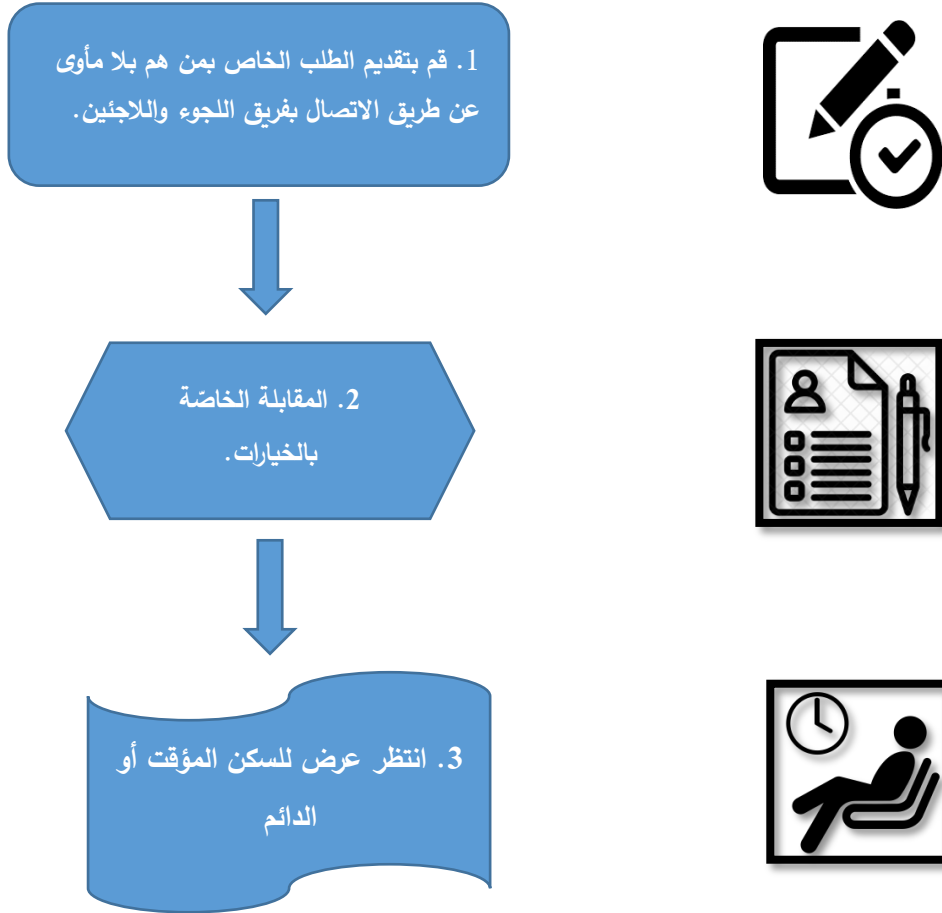 1. قم بتقديم الطلب الخاص بمن هم بلا مأوى
عن طريق الاتصال بفريق اللجوء واللاجئين.
2. المقابلة الخاصّة
بالخيارات.
3. انتظر عرض للسكن المؤقت أو
الدائم